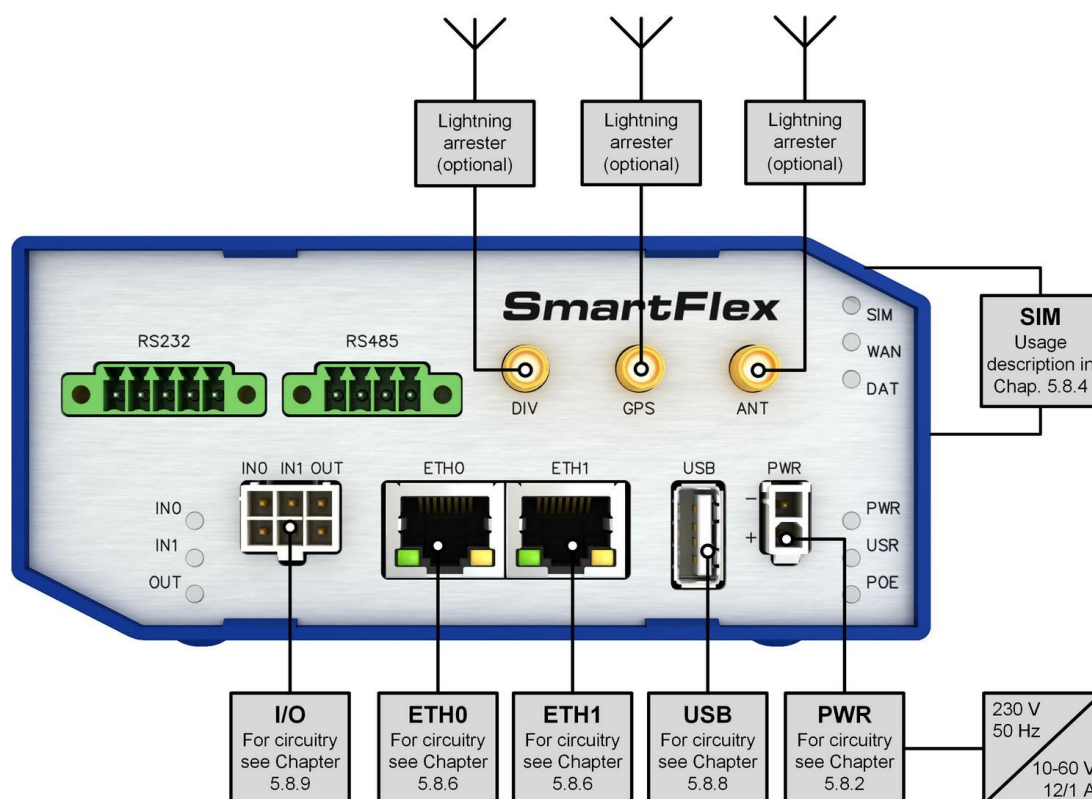 Lightning
arrester
(optional)
Lightning
arrester
(optional)
Lightning
arrester
(optional)
SmartFlex
RS232
RS485
DIV
GPS
ANT
SIM
WAN
DAT
SIM
Usage
description in
Chap. 5.8.4
IN0 IN1 OUT
ETH0
ETH1
USB
PWR
-
+
IN0
IN1
OUT
PWR
USR
POE
I/O
For circuitry
see Chapter
5.8.9
ETH0
For circuitry
see Chapter
5.8.6
ETH1
For circuitry
see Chapter
5.8.6
USB
For circuitry
see Chapter
5.8.8
PWR
For circuitry
see Chapter
5.8.2
230 V
50 Hz
10-60 V
12/1 A